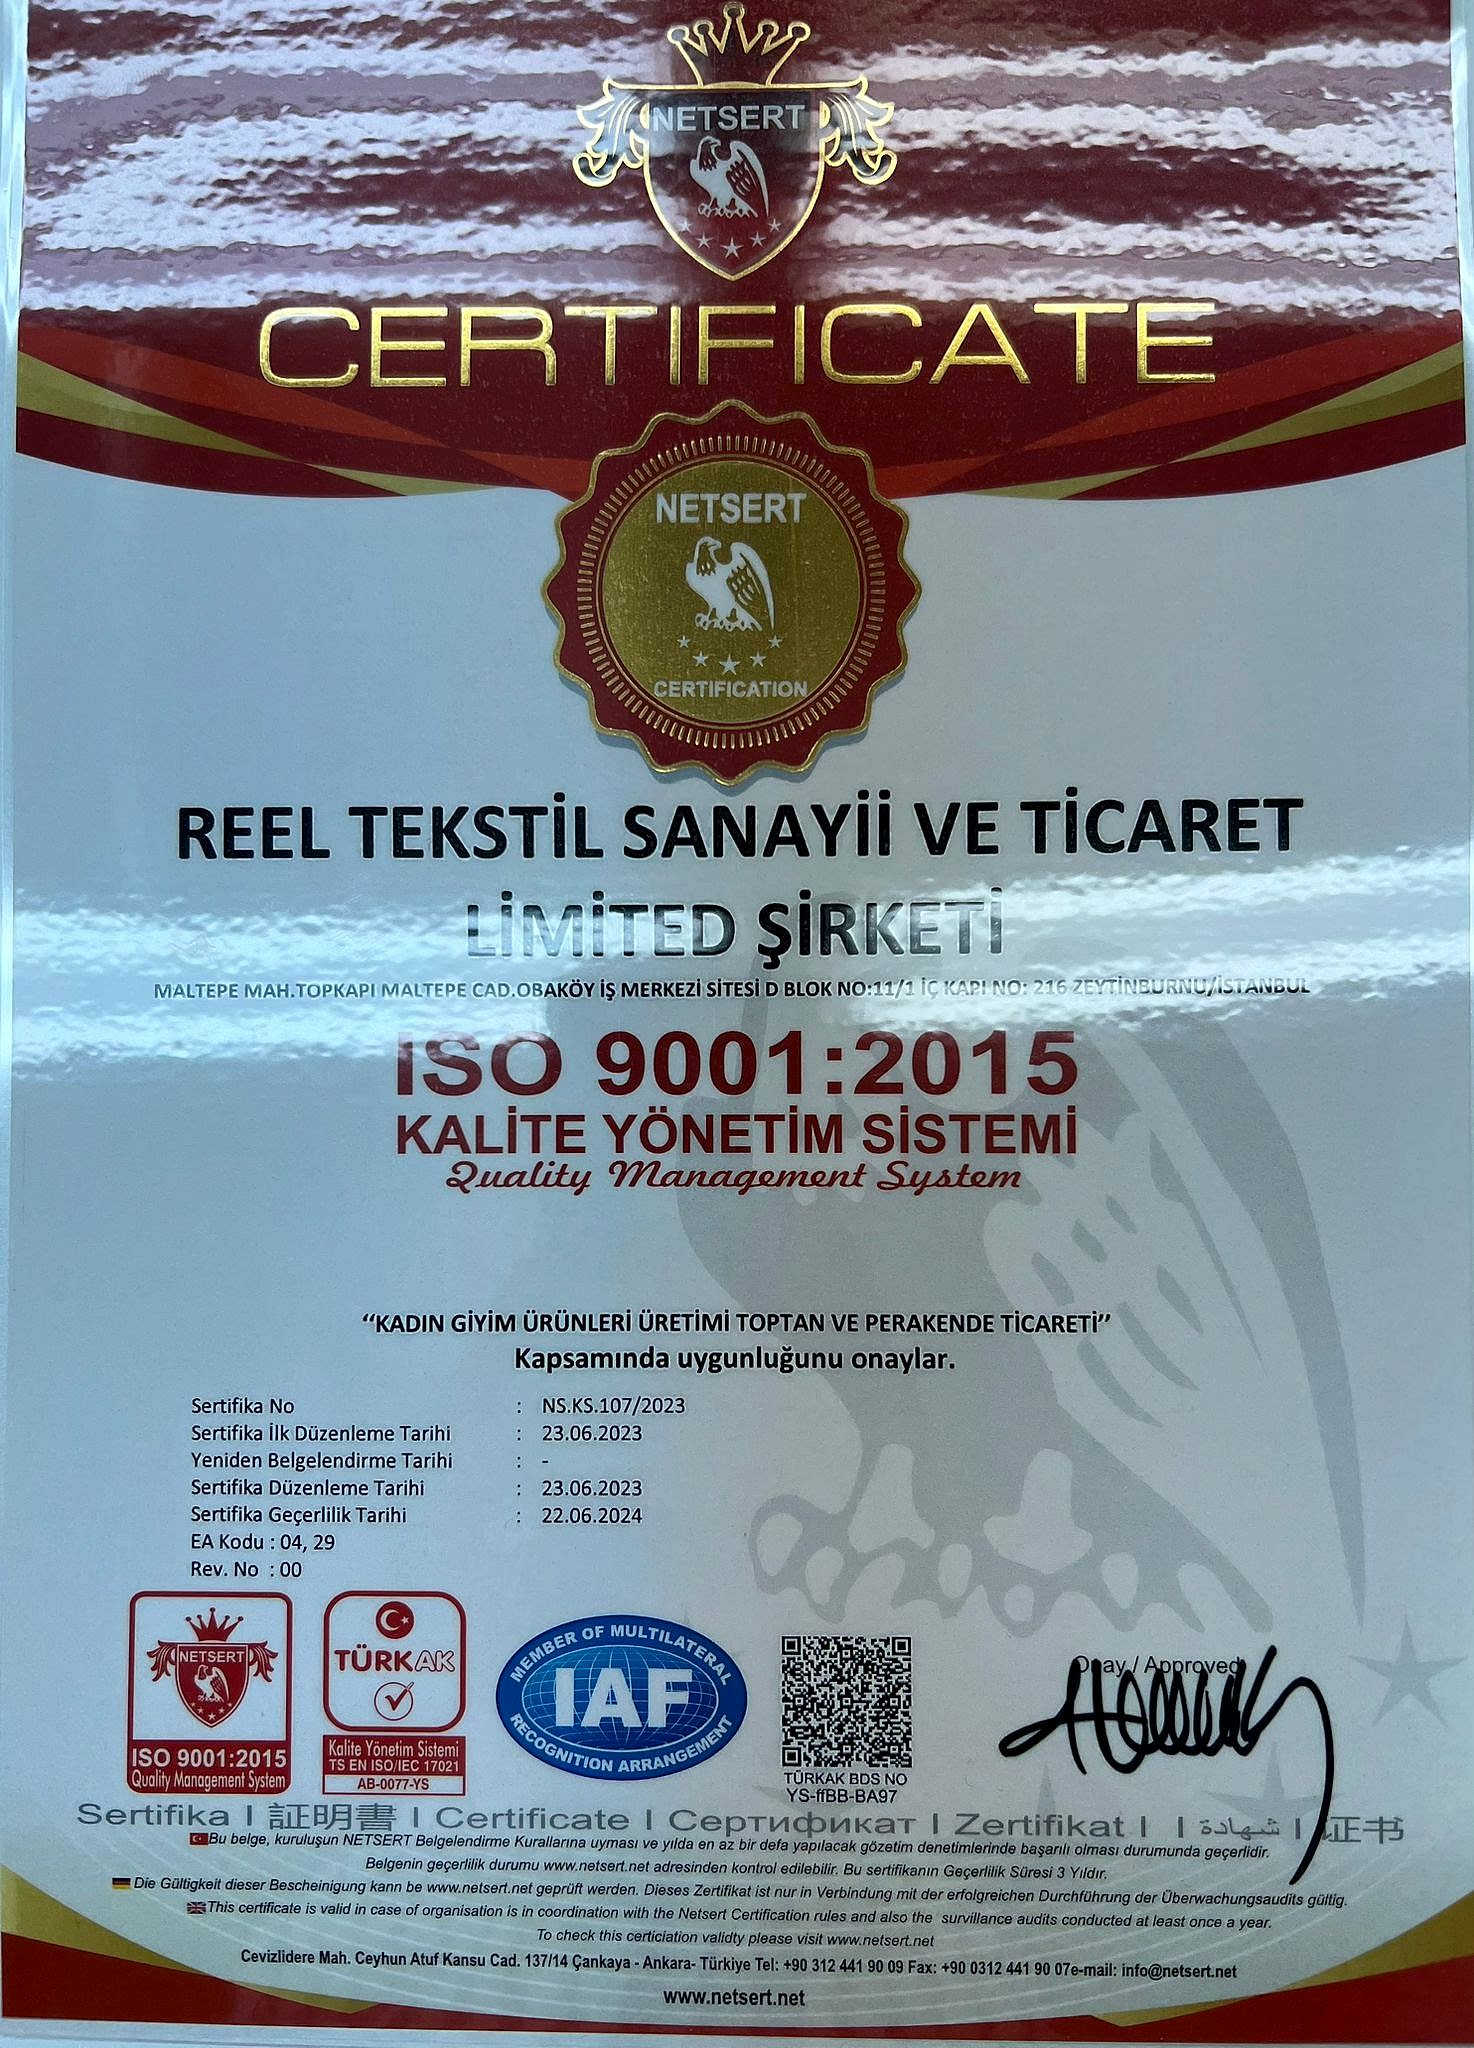 NETSERT
CERTIFICATE
NETSERT
CERTIFICATION
REEL TEKSTİL SANAYİİ VE TİCARET
LİMİTED ŞİRKETİ
MALTEPE MAH.TOPKAPI MALTEPE CAD.OBAKÖY İŞ MERKEZİ SİTESİ D BLOK NO:11/1 İÇ KAPI NO: 216 ZEYTİNBURNU/İSTANBUL
ISO 9001:2015
KALİTE YÖNETİM SİSTEMİ
Quality Management System
“KADIN GİYİM ÜRÜNLERİ ÜRETİMİ TOPTAN VE PERAKENDE TİCARETİ”
Kapsamında uygunluğunu onaylar.
Sertifika No : NS.KS.107/2023
Sertifika İlk Düzenleme Tarihi : 23.06.2023
Yeniden Belgelendirme Tarihi : -
Sertifika Düzenleme Tarihi : 23.06.2023
Sertifika Geçerlilik Tarihi : 22.06.2024
EA Kodu : 04, 29
Rev. No : 00
NETSERT
ISO 9001:2015
Quality Management System
TÜRKAK
Kalite Yönetim Sistemi
TS EN ISO/IEC 17021
AB-0077-YS
MEMBER OF MULTILATERAL
IAF
RECOGNITION ARRANGEMENT
TÜRKAK BDS NO
YS-ffBB-BA97
Onay / Approved
Sertifika I 証明書 I Certificate I Сертификат I Zertifikat I I شهادة I 证书
Bu belge, kuruluşun NETSERT Belgelendirme Kurallarına uyması ve yılda en az bir defa yapılacak gözetim denetimlerinde başarılı olması durumunda geçerlidir.
Belgenin geçerlilik durumu www.netsert.net adresinden kontrol edilebilir. Bu sertifikanın Geçerlilik Süresi 3 Yıldır.
Die Gültigkeit dieser Bescheinigung kann be www.netsert.net geprüft werden. Dieses Zertifikat ist nur in Verbindung mit der erfolgreichen Durchführung der Überwachungsaudits gültig.
This certificate is valid in case of organisation is in coordination with the Netsert Certification rules and also the survillance audits conducted at least once a year.
To check this certiciation validty please visit www.netsert.net
Cevizlidere Mah. Ceyhun Atuf Kansu Cad. 137/14 Çankaya - Ankara- Türkiye Tel: +90 312 441 90 09 Fax: +90 0312 441 90 07e-mail: info@netsert.net
www.netsert.net